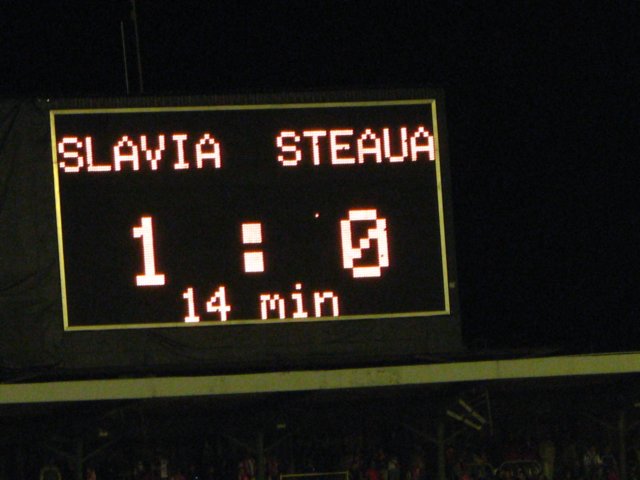 SLAVIA STEAUA
1 : 0
14 min